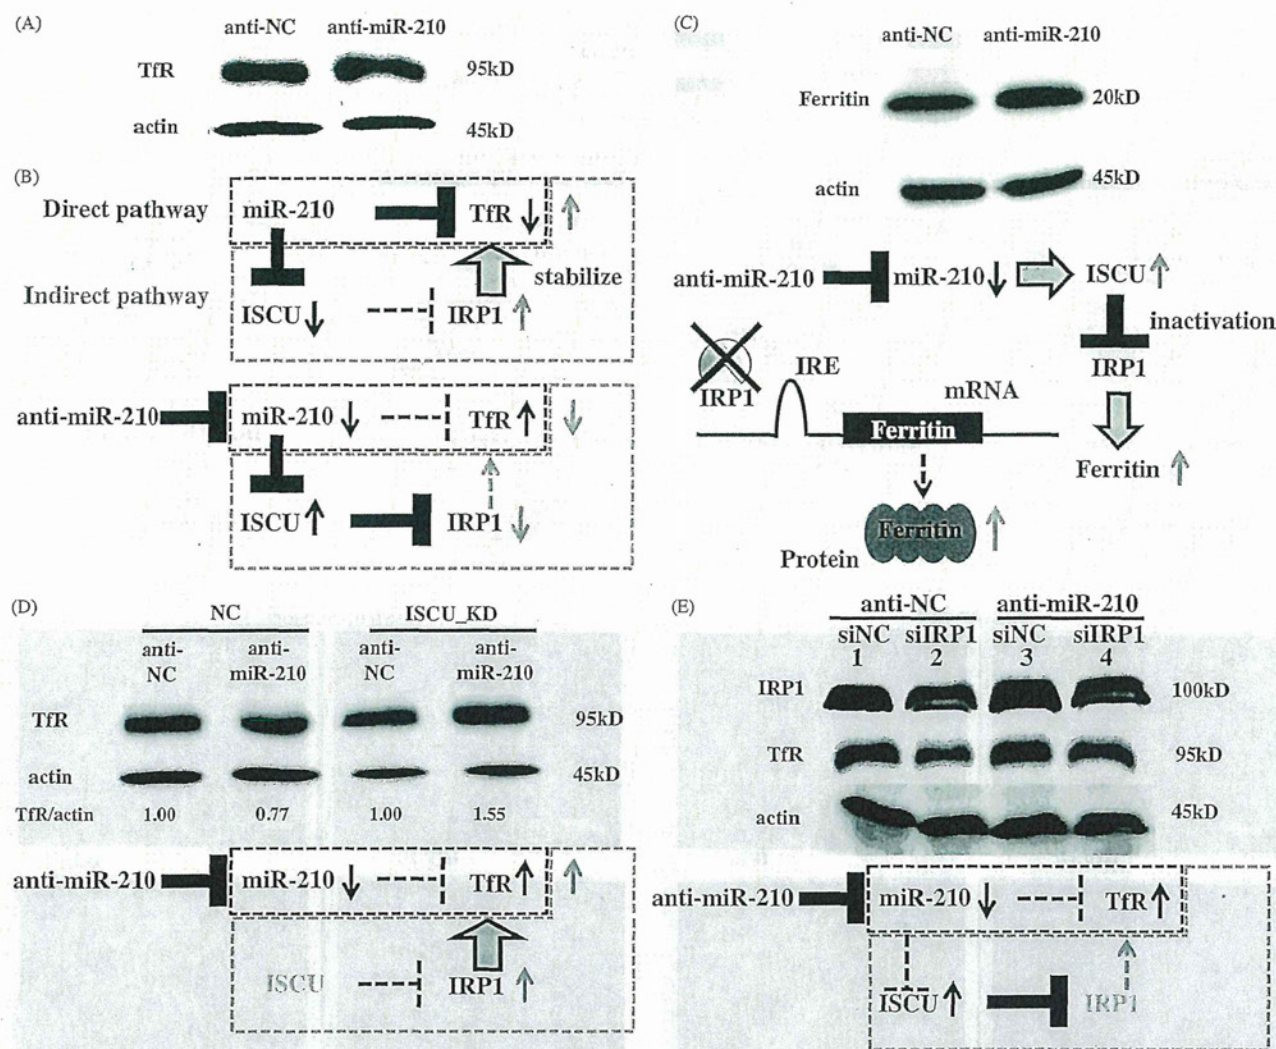 (A)
anti-NC anti-miR-210
TfR 95kD
actin 45kD
(B)
Direct pathway miR-210 TfR
stabilize
Indirect pathway
ISCU IRP1
anti-miR-210 miR-210 TfR
ISCU IRP1
(C)
anti-NC anti-miR-210
Ferritin 20kD
actin 45kD
anti-miR-210 miR-210 ISCU
inactivation
IRP1
IRE
IRP1 mRNA
Ferritin
Ferritin
Ferritin
Protein
(D)
NC ISCU_KD
anti- anti- anti- anti-
NC miR-210 NC miR-210
TfR 95kD
actin 45kD
TfR/actin 1.00 0.77 1.00 1.55
anti-miR-210 miR-210 TfR
ISCU IRP1
(E)
anti-NC anti-miR-210
siNC siIRP1 siNC siIRP1
1 2 3 4
IRP1 100kD
TfR 95kD
actin 45kD
anti-miR-210 miR-210 TfR
ISCU IRP1